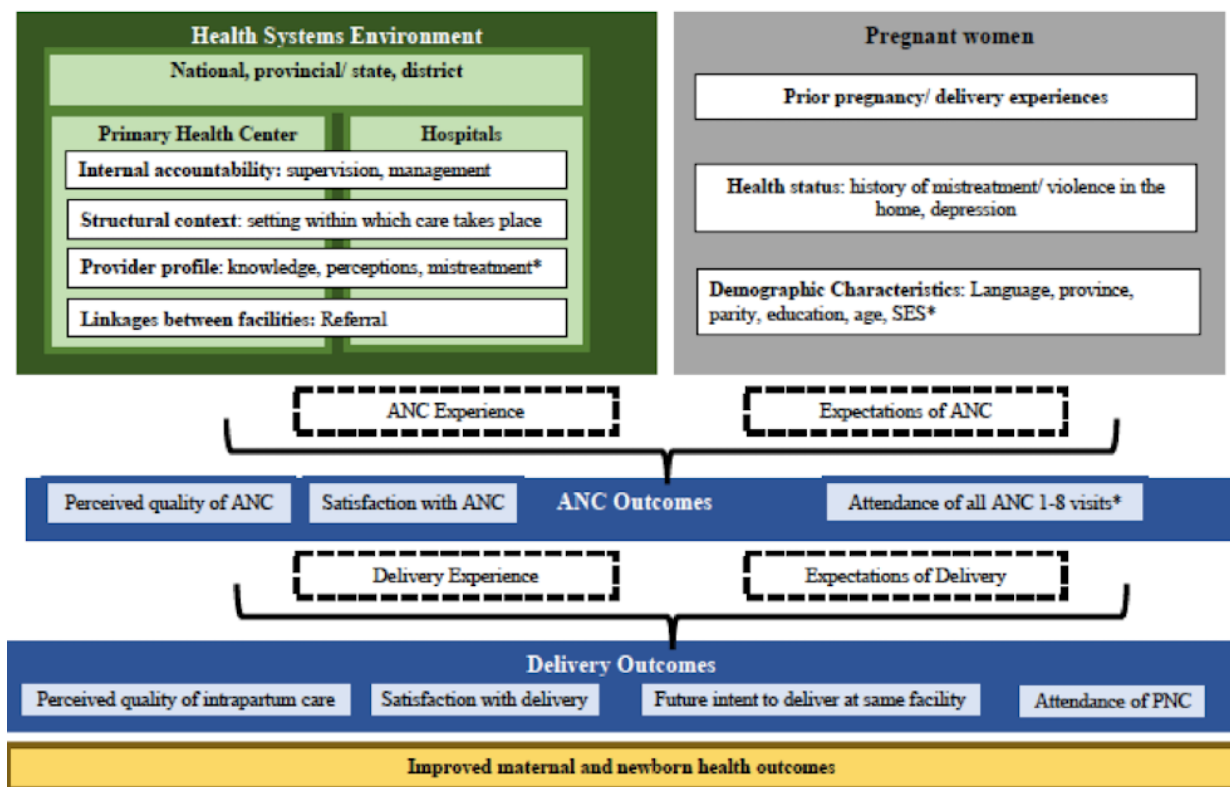 Health Systems Environment
National, provincial/ state, district
Primary Health Center
Hospitals
Internal accountability: supervision, management
Structural context: setting within which care takes place
Provider profile: knowledge, perceptions, mistreatment*
Linkages between facilities: Referral
Pregnant women
Prior pregnancy/ delivery experiences
Health status: history of mistreatment/ violence in the
home, depression
Demographic Characteristics: Language, province,
parity, education, age, SES*
ANC Experience
Expectations of ANC
Perceived quality of ANC
Satisfaction with ANC
ANC Outcomes
Attendance of all ANC 1-8 visits*
Delivery Experience
Expectations of Delivery
Delivery Outcomes
Perceived quality of intrapartum care
Satisfaction with delivery
Future intent to deliver at same facility
Attendance of PNC
Improved maternal and newborn health outcomes